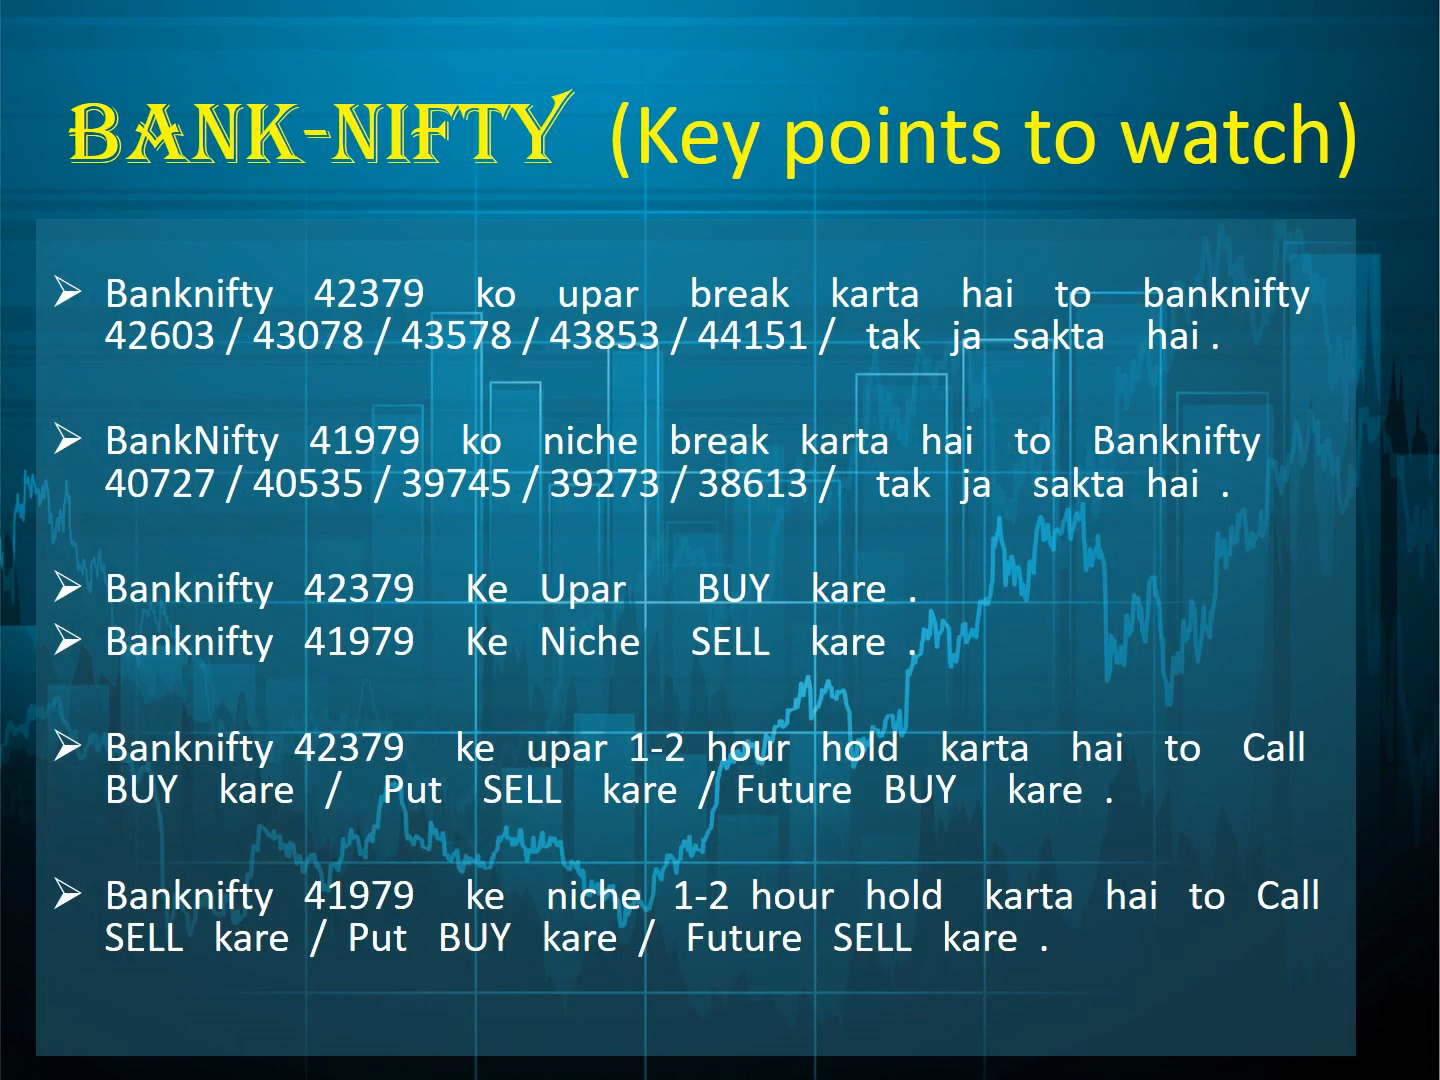 BANK-NIFTY (Key points to watch)
➢ Banknifty 42379 ko upar break karta hai to banknifty
42603 / 43078 / 43578 / 43853 / 44151 / tak ja sakta hai .
➢ BankNifty 41979 ko niche break karta hai to Banknifty
40727 / 40535 / 39745 / 39273 / 38613 / tak ja sakta hai .
➢ Banknifty 42379 Ke Upar BUY kare .
➢ Banknifty 41979 Ke Niche SELL kare .
➢ Banknifty 42379 ke upar 1-2 hour hold karta hai to Call
BUY kare / Put SELL kare / Future BUY kare .
➢ Banknifty 41979 ke niche 1-2 hour hold karta hai to Call
SELL kare / Put BUY kare / Future SELL kare .